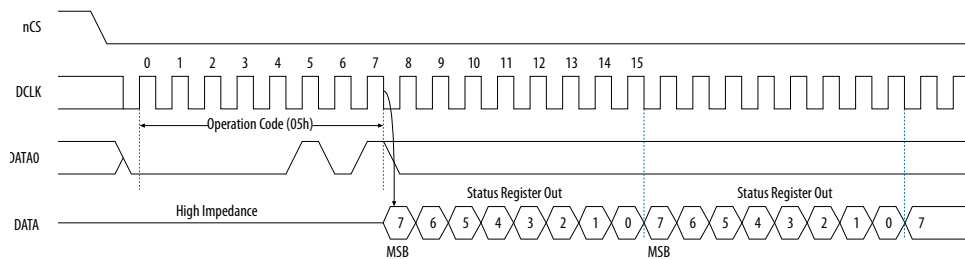 nCS
0 1 2 3 4 5 6 7 8 9 10 11 12 13 14 15
DCLK
Operation Code (05h)
DATA0
Status Register Out Status Register Out
High Impedance
DATA 7 6 5 4 3 2 1 0 7 6 5 4 3 2 1 0 7
MSB MSB